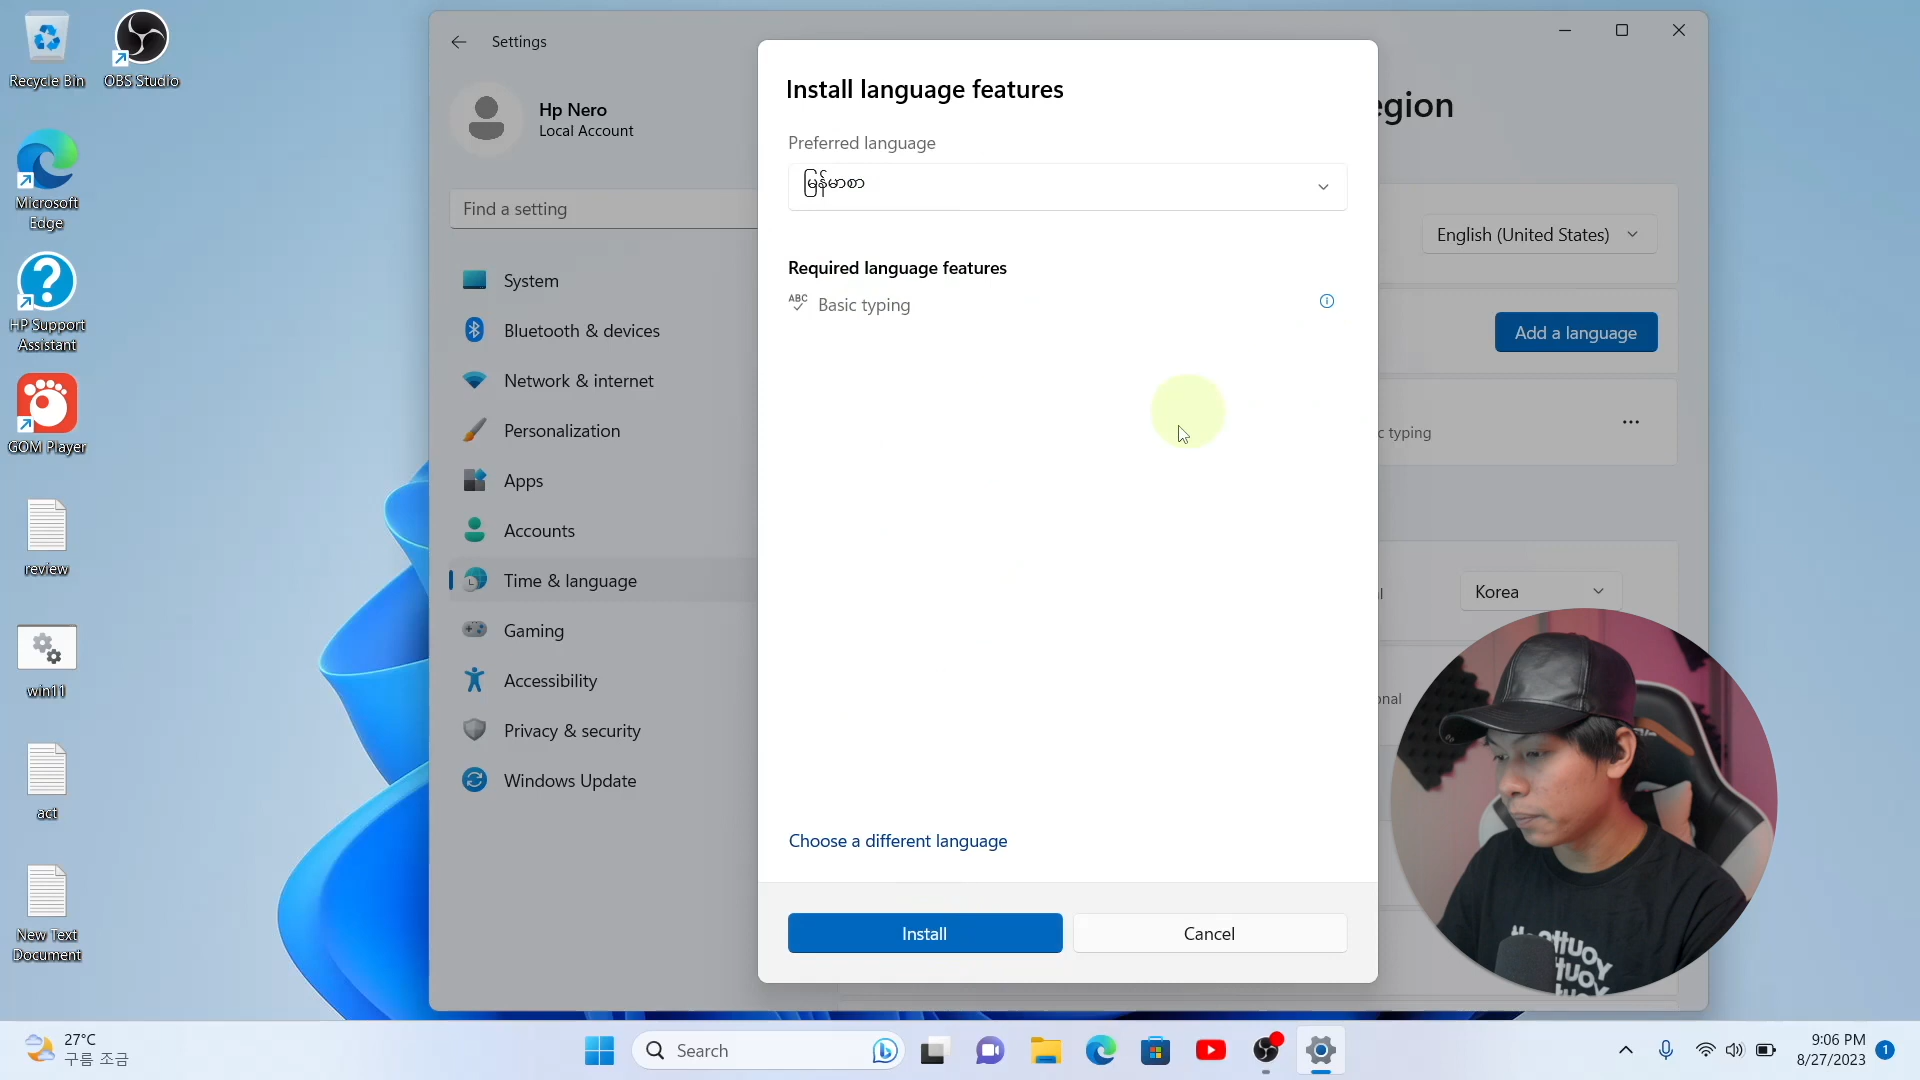 Recycle Bin
OBS Studio
Microsoft
Edge
HP Support
Assistant
GOM Player
review
win11
act
New Text
Document
Settings
Hp Nero
Local Account
Find a setting
System
Bluetooth & devices
Network & internet
Personalization
Apps
Accounts
Time & language
Gaming
Accessibility
Privacy & security
Windows Update
Install language features
Preferred language
မြန်မာစာ
Required language features
ABC
Basic typing
Choose a different language
Install
Cancel
egion
English (United States)
Add a language
c typing
Korea
onal
27°C
구름 조금
Search
9:06 PM
8/27/2023
1